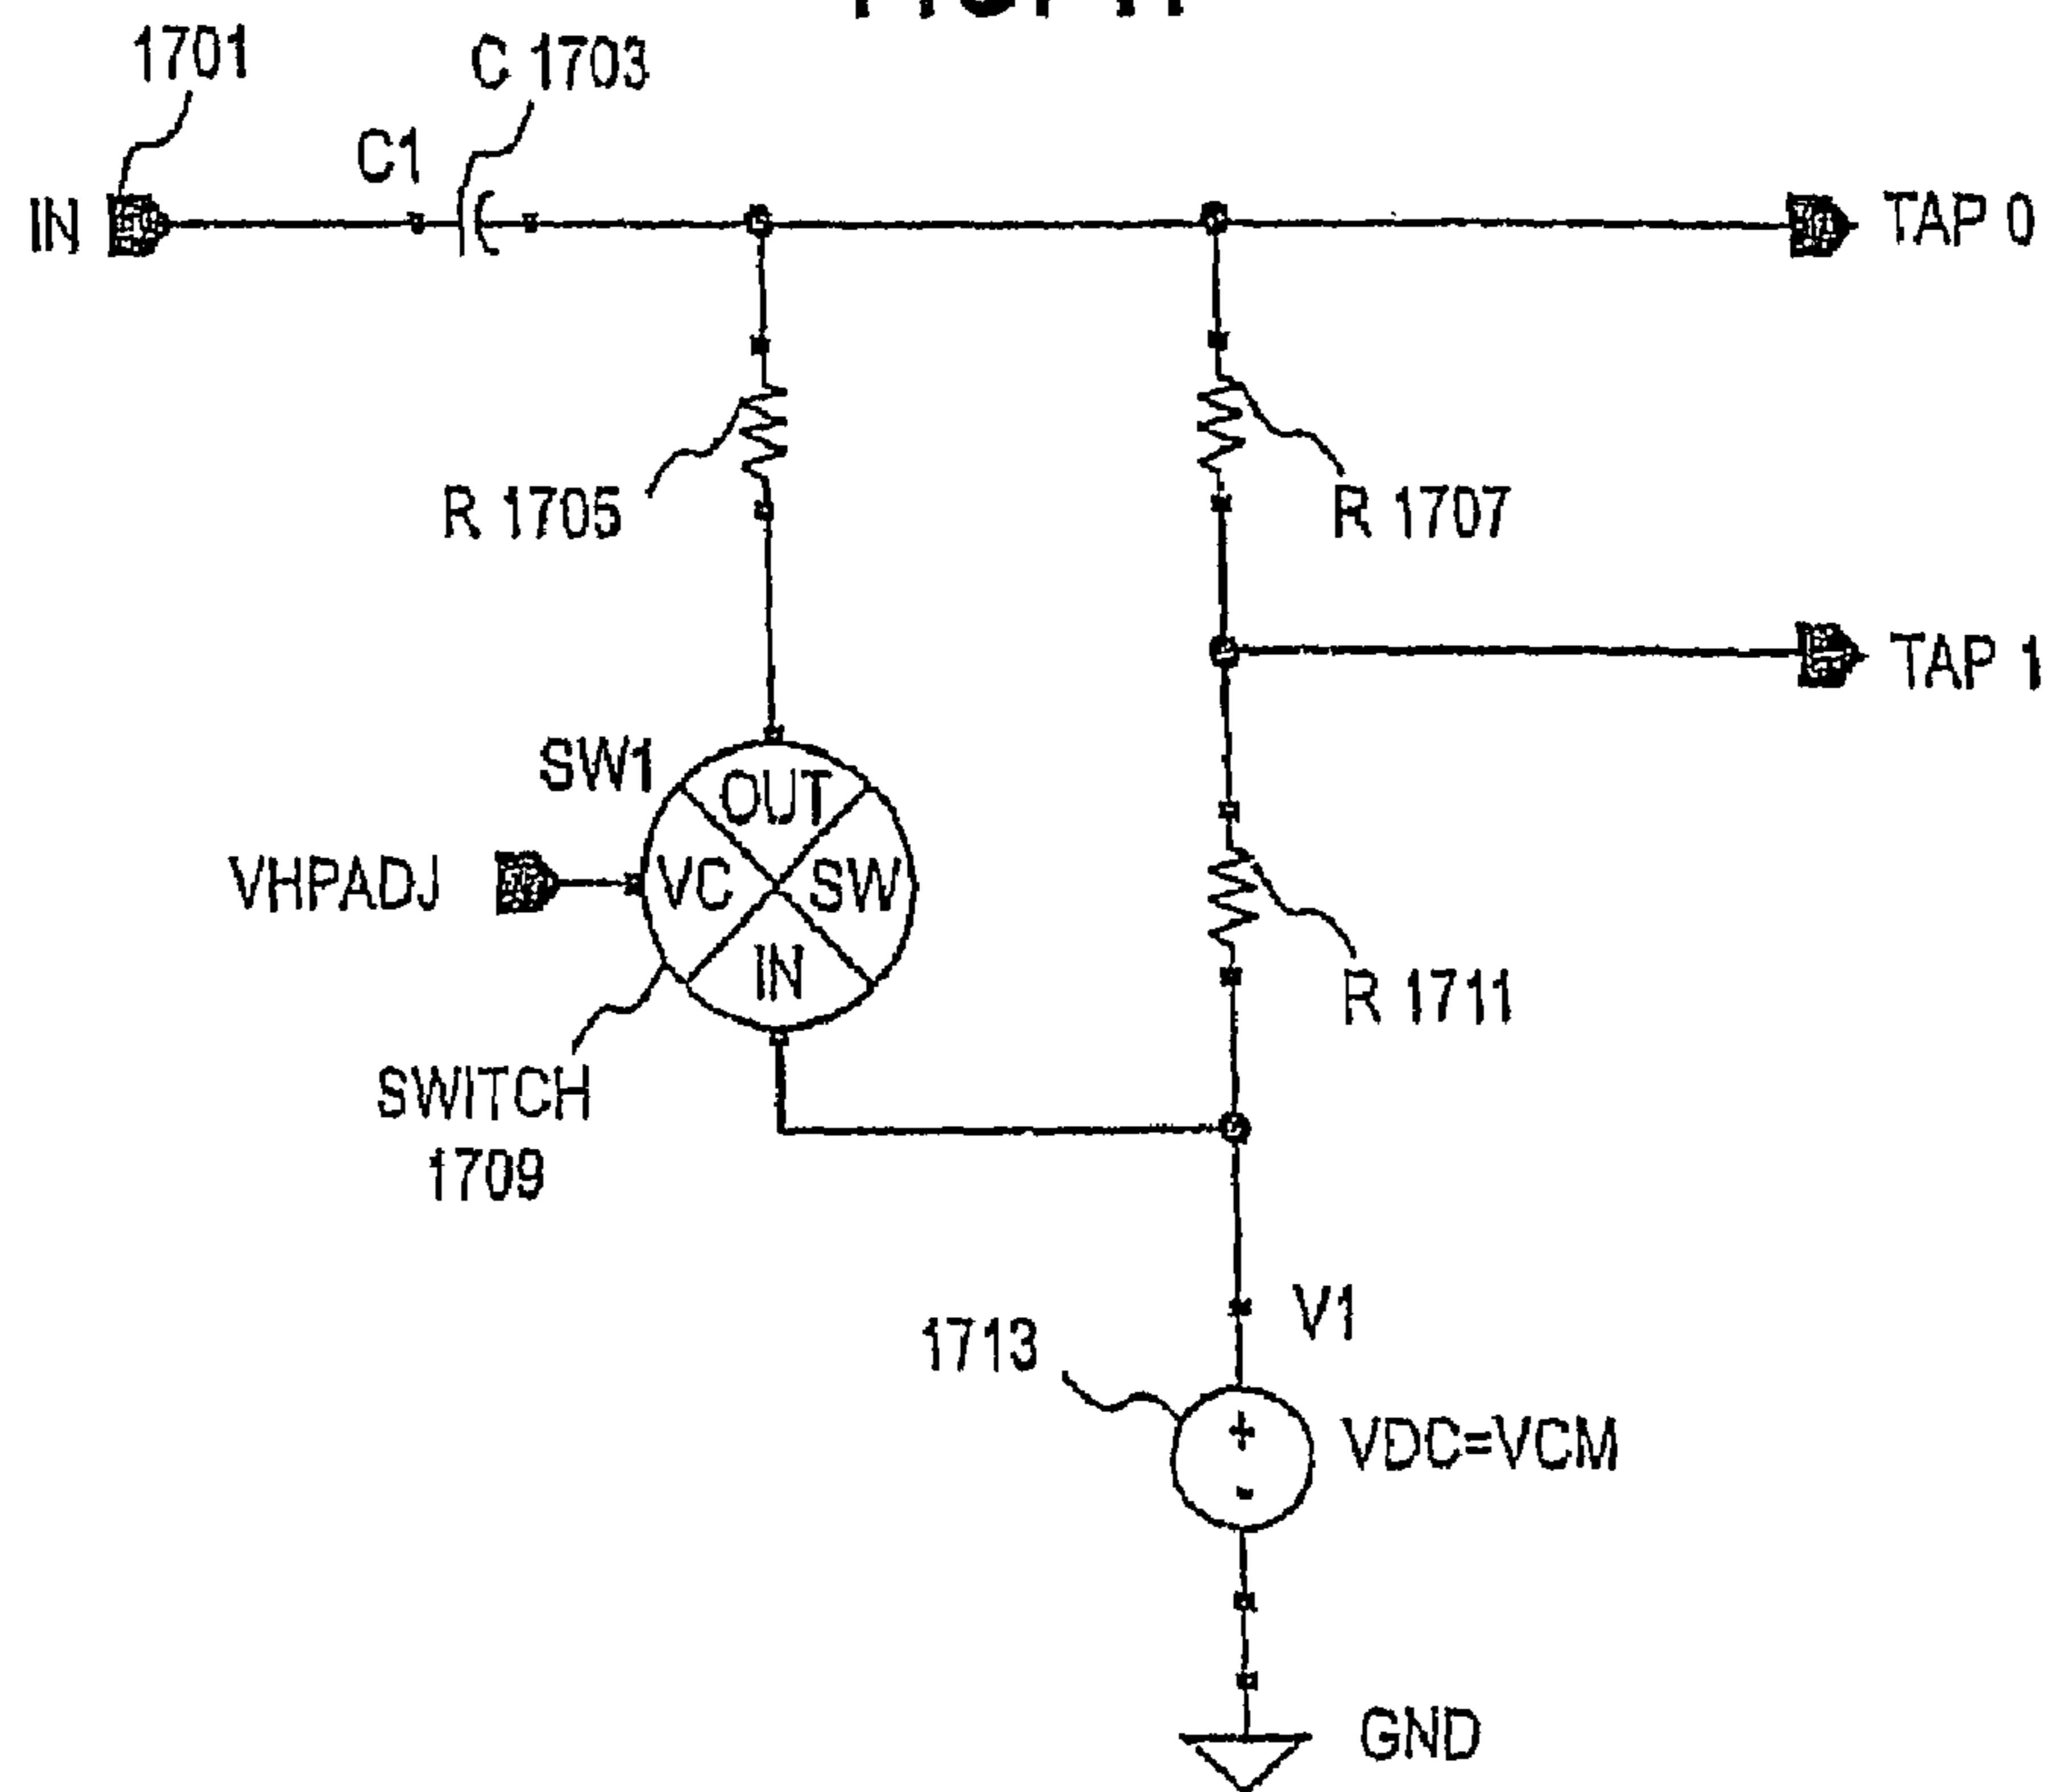 1701
C 1703
C1
IN
TAP 0
R 1705
R 1707
TAP 1
SW1
OUT
VHPADJ
VC
SW
IN
R 1711
SWITCH
1709
V1
1713
+
VDC=VCM
-
GND